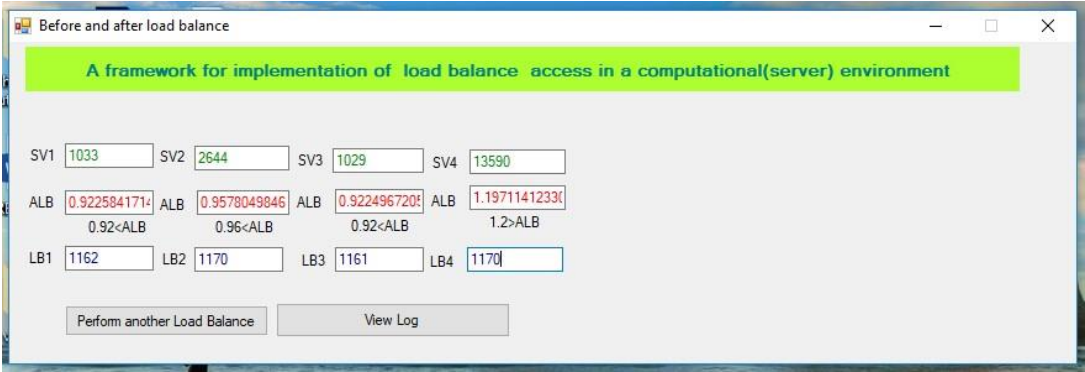 Before and after load balance
A framework for implementation of load balance access in a computational(server) environment
SV1 1033 SV2 2644 SV3 1029 SV4 13590
ALB 0.922584171 ALB 0.9578049846 ALB 0.922496720 ALB 1.1971141233
0.92<ALB 0.96<ALB 0.92<ALB 1.2>ALB
LB1 1162 LB2 1170 LB3 1161 LB4 1170
Perform another Load Balance View Log